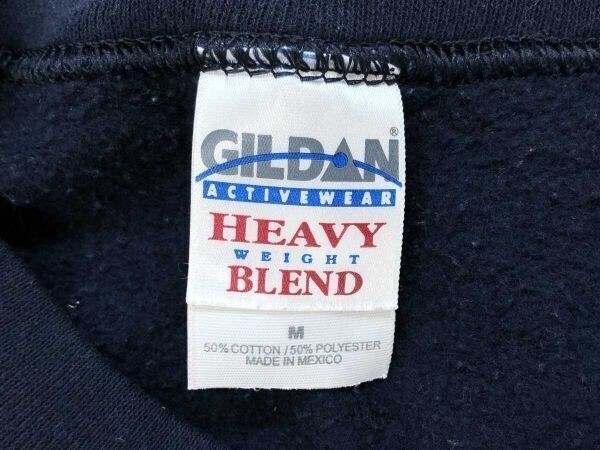 GILDAN®
ACTIVEWEAR
HEAVY
WEIGHT
BLEND
M
50% COTTON / 50% POLYESTER
MADE IN MEXICO